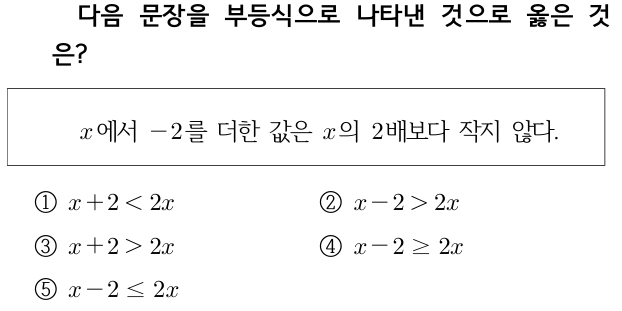 다음 문장을 부등식으로 나타낸 것으로 옳은 것
은?
x에서 −2를 더한 값은 x의 2배보다 작지 않다.
① x+2 < 2x ② x−2 > 2x
③ x+2 > 2x ④ x−2 ≥ 2x
⑤ x−2 ≤ 2x